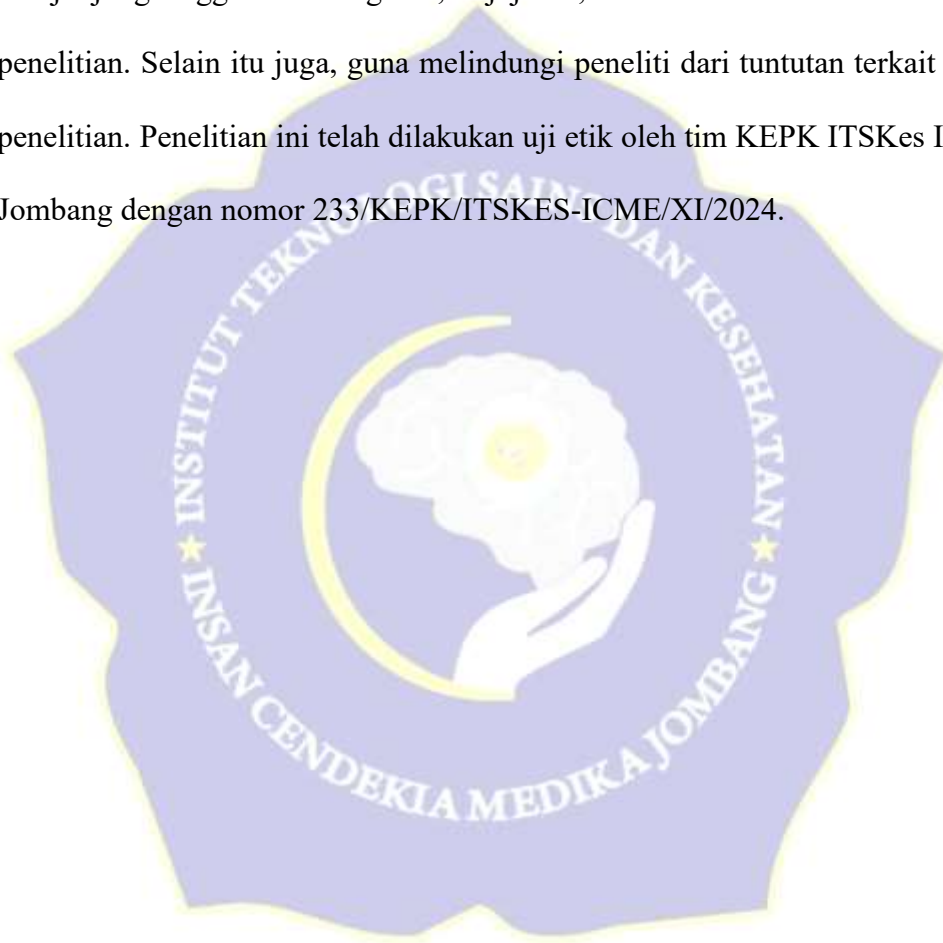 penelitian. Selain itu juga, guna melindungi peneliti dari tuntutan terkait
penelitian. Penelitian ini telah dilakukan uji etik oleh tim KEPK ITSKes
Jombang dengan nomor 233/KEPK/ITSKES-ICME/XI/2024.
INSTITUT TEKNOLOGI SAINS DAN KESEHATAN
INSAN CENDEKIA MEDIKA JOMBANG